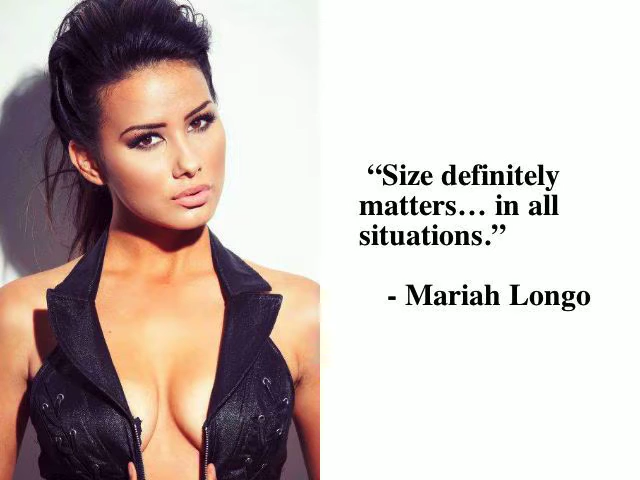 “Size definitely
matters… in all
situations.”
- Mariah Longo